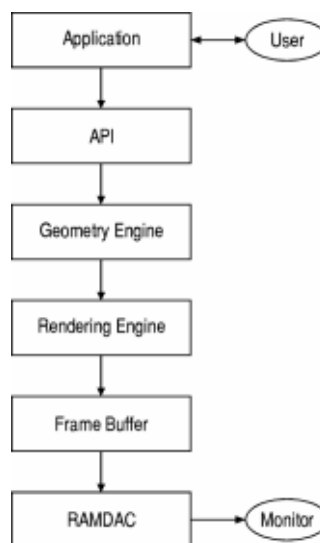 Application
User
API
Geometry Engine
Rendering Engine
Frame Buffer
RAMDAC
Monitor